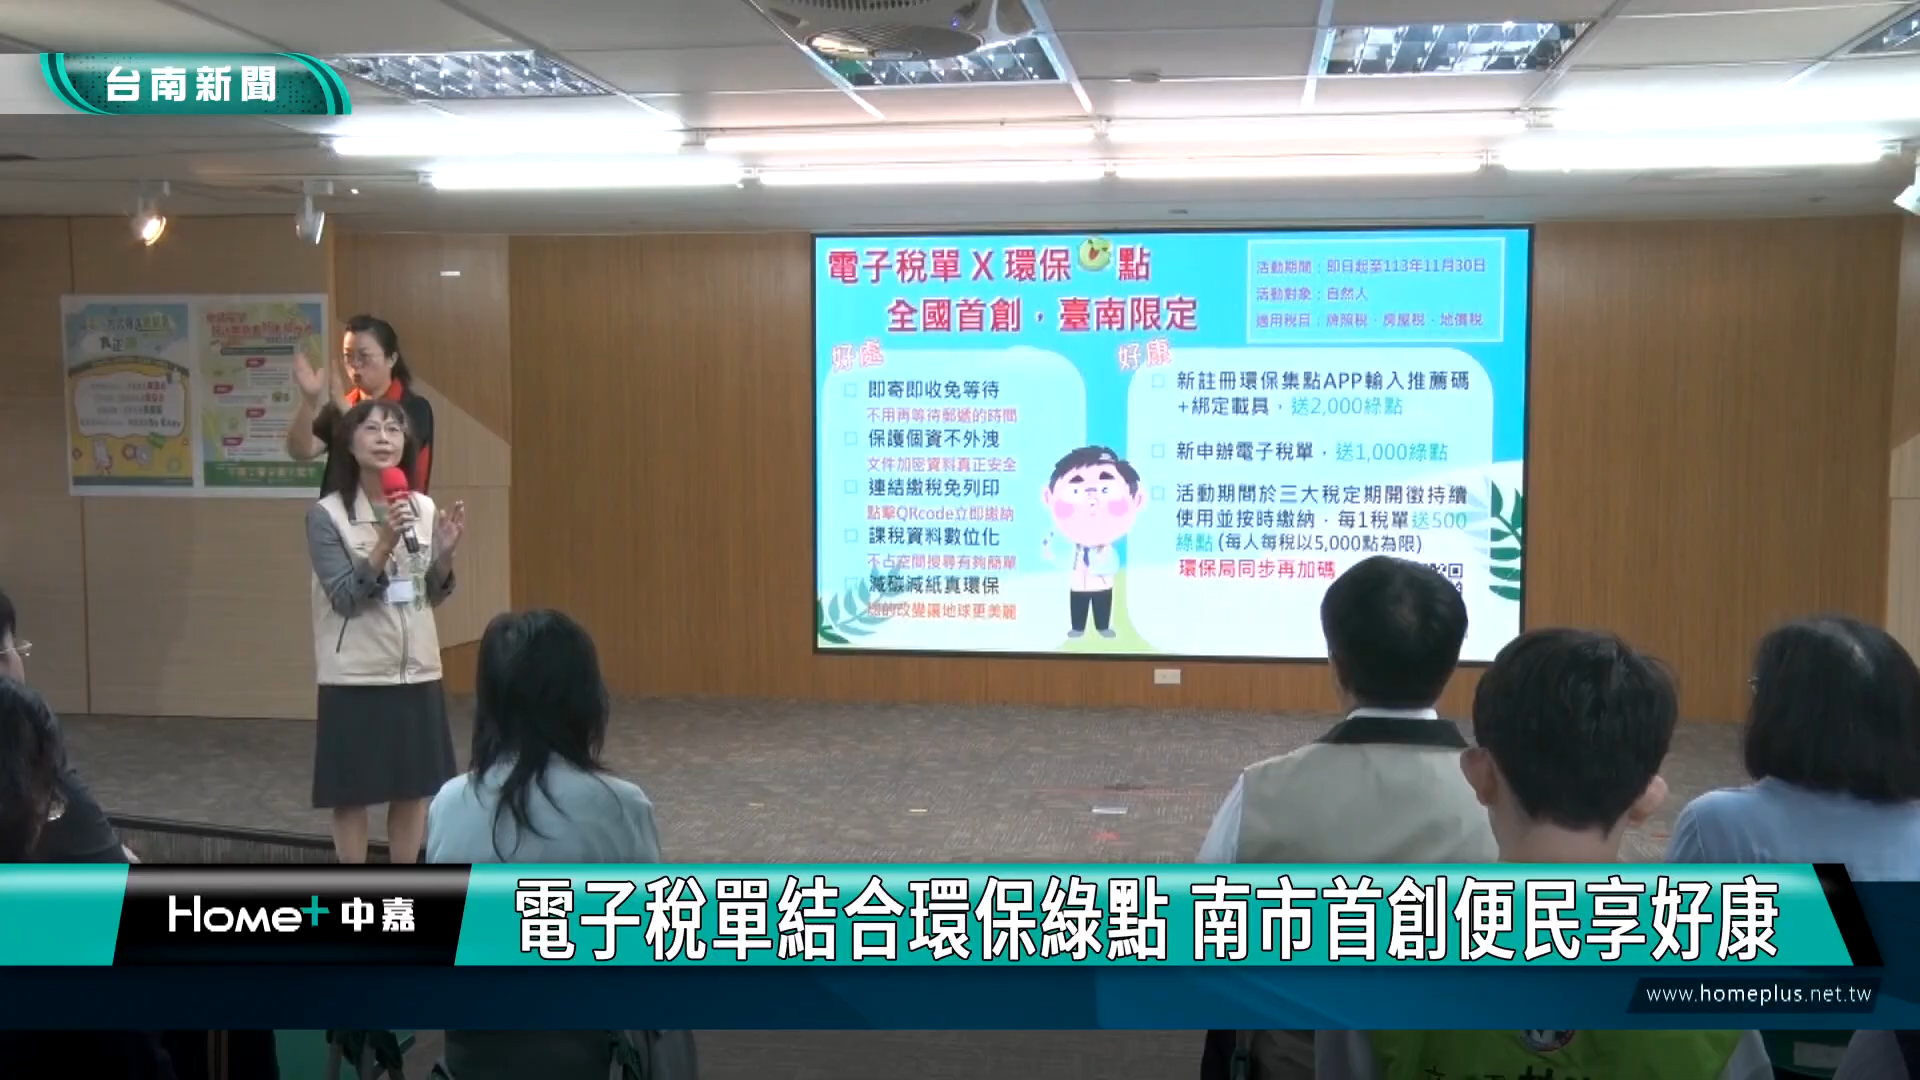 台南新聞
電子稅單 X 環保 點
全國首創，臺南限定
活動期間：即日起至113年11月30日
活動對象：自然人
適用稅目：牌照稅、房屋稅、地價稅
好處
即寄即收免等待
不用再等待郵遞的時間
保護個資不外洩
文件加密資料真正安全
連結繳稅免列印
點擊QRcode立即繳納
課稅資料數位化
不占空間搜尋有夠簡單
減碳減紙真環保
的改變讓地球更美麗
好康
新註冊環保集點APP輸入推薦碼
+綁定載具，送2,000綠點
新申辦電子稅單，送1,000綠點
活動期間於三大稅定期開徵持續
使用並按時繳納，每1稅單送500
綠點(每人每稅以5,000點為限)
環保局同步再加碼
Home+ 中嘉
電子稅單結合環保綠點 南市首創便民享好康
www.homeplus.net.tw